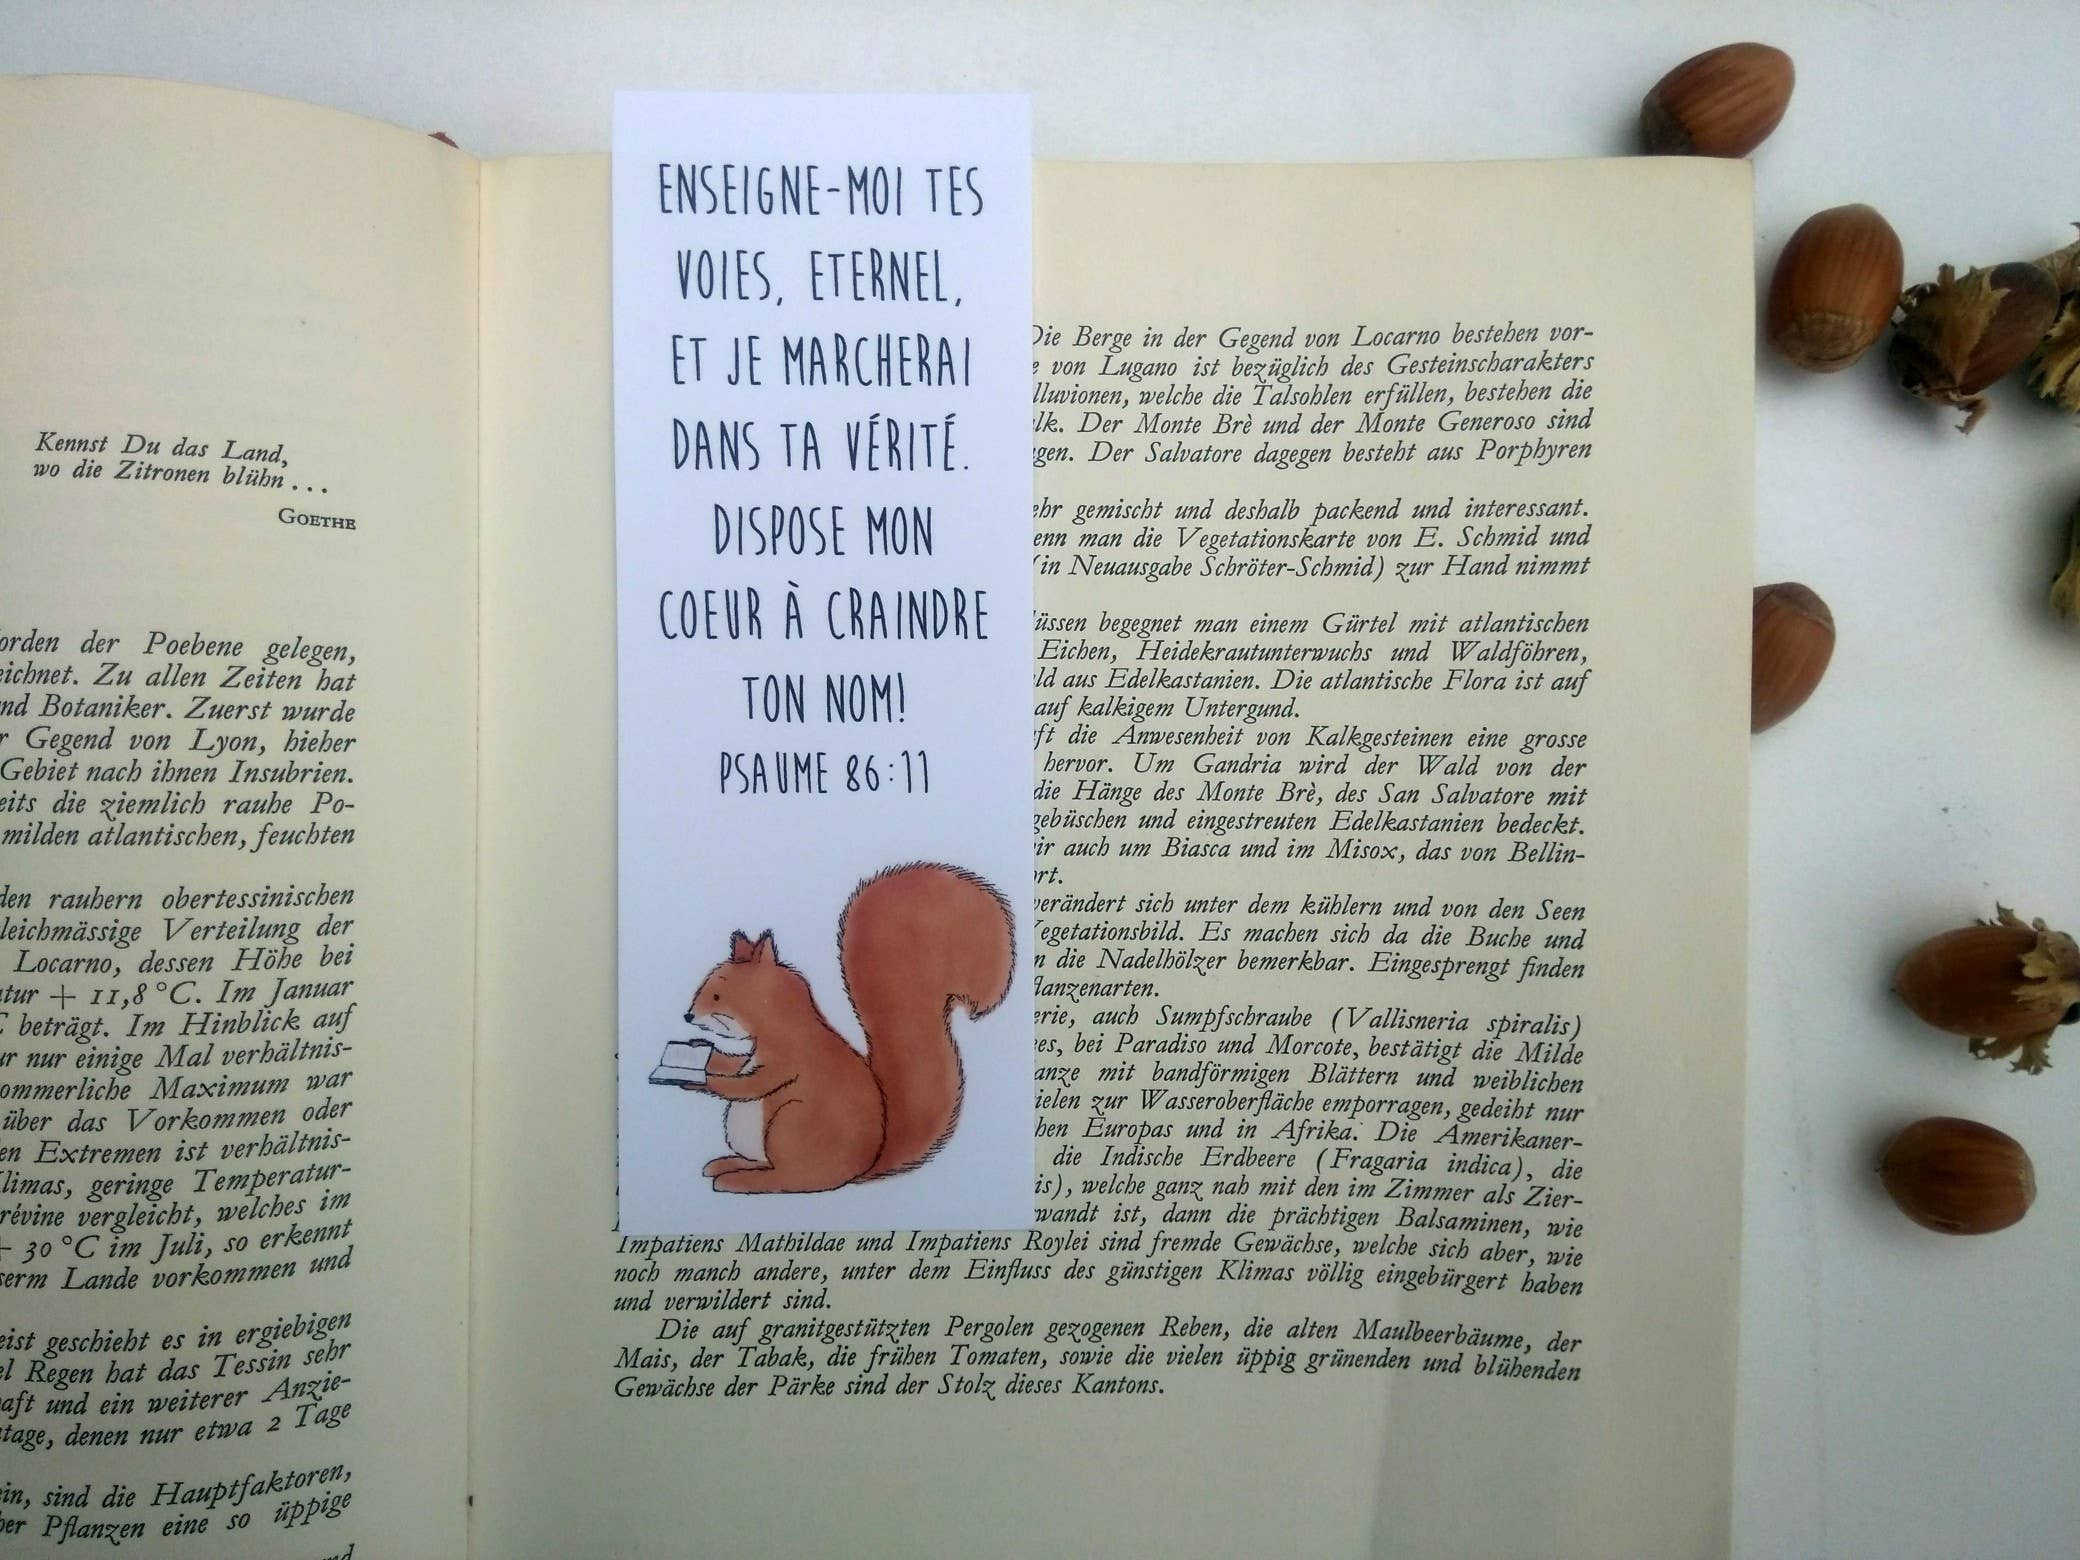 Kennst Du das Land,
wo die Zitronen blühn...
GOETHE
der Poebene gelegen,
Zu allen Zeiten hat
Botaniker. Zuerst wurde
Gegend von Lyon, hieher
Gebiet nach ihnen Insubrien.
die ziemlich rauhe Po-
milden atlantischen, feuchten
rauhern obertessinischen
Verteilung der
Locarno, dessen Höhe bei
+ 11,8 °C. Im Januar
beträgt. Im Hinblick auf
nur einige Mal verhältnis-
Maximum war
über das Vorkommen oder
Extremen ist verhältnis-
geringe Temperatur-
vergleicht, welches im
30 °C im Juli, so erkennt
Lande vorkommen und
geschieht es in ergiebigen
Regen hat das Tessin sehr
und ein weiterer Anzie-
denen nur etwa 2 Tage
sind die Hauptfaktoren,
Pflanzen eine so üppige
ENSEIGNE-MOI TES
VOIES, ETERNEL,
ET JE MARCHERAI
DANS TA VÉRITÉ.
DISPOSE MON
COEUR À CRAINDRE
TON NOM!
PSAUME 86:11
Die Berge in der Gegend von Locarno bestehen vor-
von Lugano ist bezüglich des Gesteinscharakters
welche die Talsohlen erfüllen, bestehen die
Der Monte Brè und der Monte Generoso sind
Der Salvatore dagegen besteht aus Porphyren
gemischt und deshalb packend und interessant.
man die Vegetationskarte von E. Schmid und
(in Neuausgabe Schröter-Schmid) zur Hand nimmt
begegnet man einem Gürtel mit atlantischen
Eichen, Heidekrautunterwuchs und Waldföhren,
aus Edelkastanien. Die atlantische Flora ist auf
auf kalkigem Untergund.
die Anwesenheit von Kalkgesteinen eine grosse
hervor. Um Gandria wird der Wald von der
die Hänge des Monte Brè, des San Salvatore mit
und eingestreuten Edelkastanien bedeckt.
auch um Biasca und im Misox, das von Bellin-
verändert sich unter dem kühlern und von den Seen
Vegetationsbild. Es machen sich da die Buche und
die Nadelhölzer bemerkbar. Eingesprengt finden
auch Sumpfschraube (Vallisneria spiralis)
bei Paradiso und Morcote, bestätigt die Milde
mit bandförmigen Blättern und weiblichen
zur Wasseroberfläche emporragen, gedeiht nur
Europas und in Afrika. Die Amerikaner-
die Indische Erdbeere (Fragaria indica), die
welche ganz nah mit den im Zimmer als Zier-
ist, dann die prächtigen Balsaminen, wie
Impatiens Mathildae und Impatiens Roylei sind fremde Gewächse, welche sich aber, wie
noch manch andere, unter dem Einfluss des günstigen Klimas völlig eingebürgert haben
und verwildert sind.
Die auf granitgestützten Pergolen gezogenen Reben, die alten Maulbeerbäume, der
Mais, der Tabak, die frühen Tomaten, sowie die vielen üppig grünenden und blühenden
Gewächse der Pärke sind der Stolz dieses Kantons.